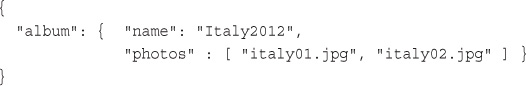 {
  "album": {  "name": "Italy2012",
              "photos" : [ "italy01.jpg", "italy02.jpg" ] }
}